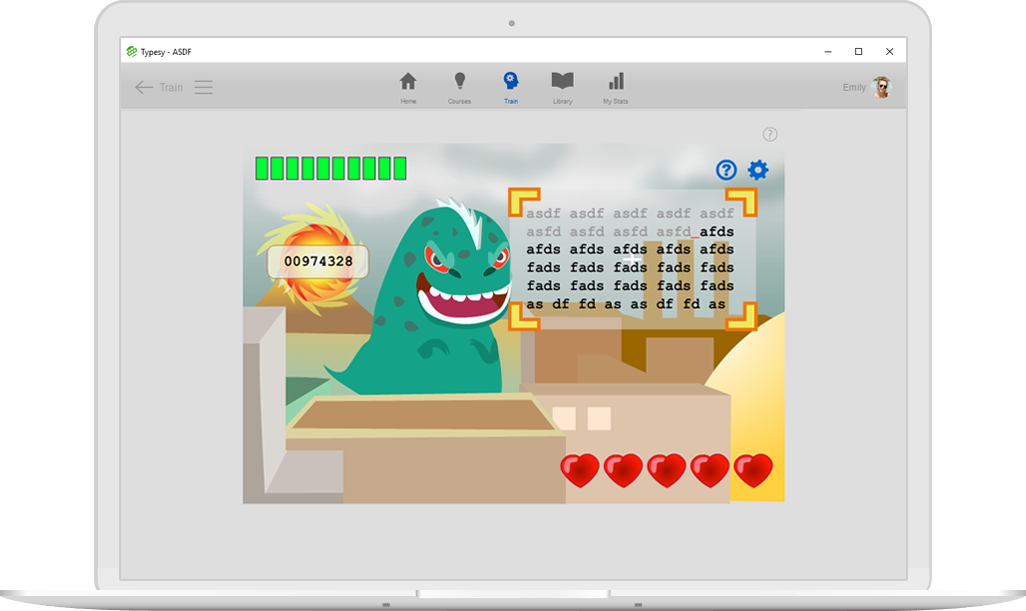 Typesy - ASDF
Train
Home
Courses
Train
Library
My Stats
Emily
?
?
00974328
asdf asdf asdf asdf asdf
asfd asfd asfd asfd_afds
afds afds afds afds afds
fads fads fads fads fads
fads fads fads fads fads
as df fd as as df fd as